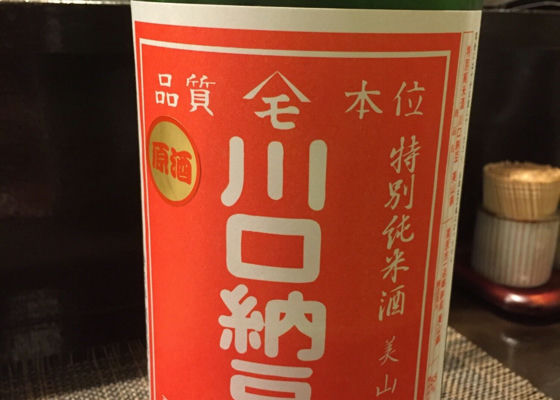 品質
モ
本位
原酒
川口納豆
特別純米酒 美山